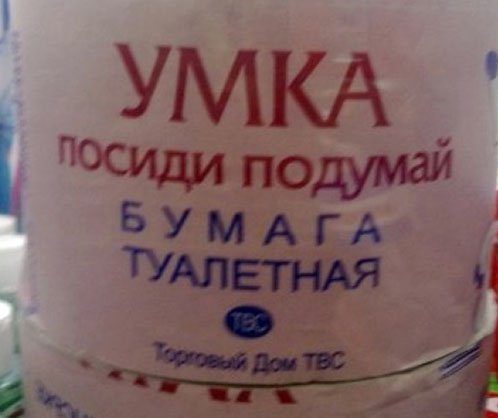 УМКА
посиди подумай
БУМАГА
ТУАЛЕТНАЯ
ТВС
Торговый Дом ТВС